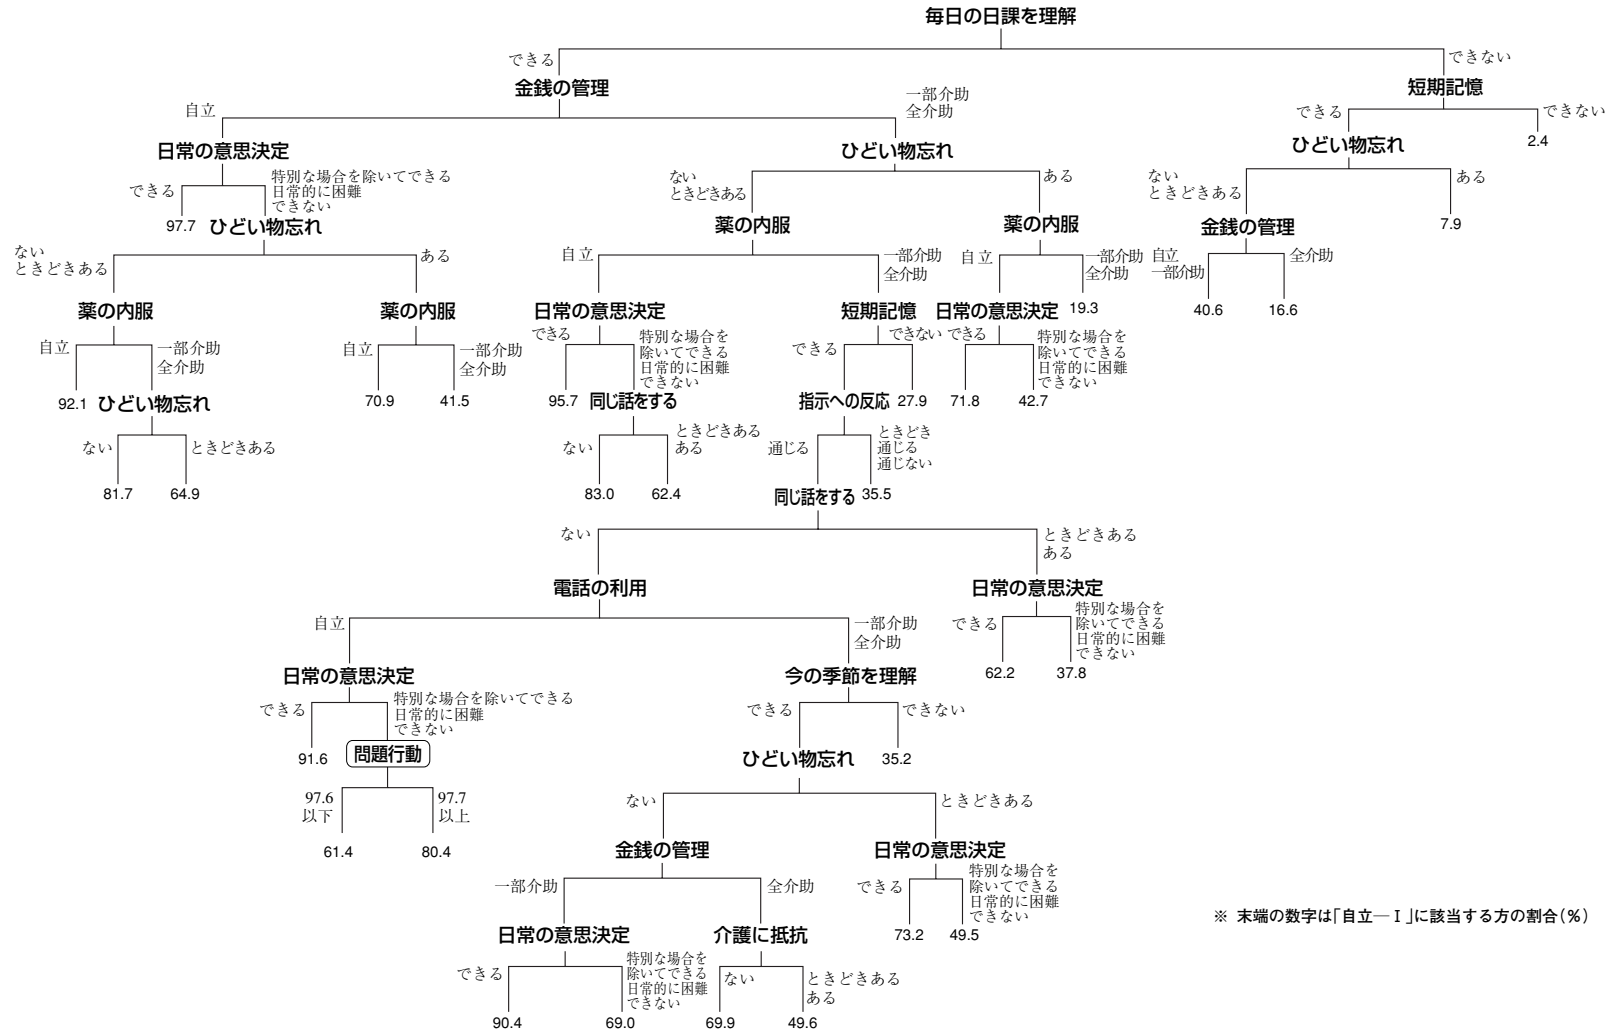 毎日の日課を理解
できる
できない
金銭の管理
短期記憶
自立
一部介助
全介助
できる
できない
日常の意思決定
ひどい物忘れ
ひどい物忘れ
2.4
できる
特別な場合を除いてできる
日常的に困難
できない
ない
ときどきある
ある
ない
ときどきある
ある
97.7
ひどい物忘れ
薬の内服
薬の内服
金銭の管理
7.9
ない
ときどきある
ある
自立
一部介助
全介助
自立
一部介助
全介助
自立
一部介助
全介助
薬の内服
薬の内服
日常の意思決定
短期記憶
日常の意思決定
19.3
40.6
16.6
自立
一部介助
全介助
自立
一部介助
全介助
できる
特別な場合を
除いてできる
日常的に困難
できない
できる
できない
できる
特別な場合を
除いてできる
日常的に困難
できない
92.1
ひどい物忘れ
70.9
41.5
95.7
同じ話をする
指示への反応
27.9
71.8
42.7
ない
ときどきある
ない
ときどきある
ある
通じる
ときどき
通じる
通じない
81.7
64.9
83.0
62.4
同じ話をする
35.5
ない
ときどきある
ある
電話の利用
日常の意思決定
自立
一部介助
全介助
できる
特別な場合を
除いてできる
日常的に困難
できない
日常の意思決定
今の季節を理解
62.2
37.8
できる
特別な場合を除いてできる
日常的に困難
できない
できる
できない
91.6
問題行動
ひどい物忘れ
35.2
97.6
以下
97.7
以上
ない
ときどきある
61.4
80.4
金銭の管理
日常の意思決定
一部介助
全介助
できる
特別な場合を
除いてできる
日常的に困難
できない
日常の意思決定
介護に抵抗
73.2
49.5
※ 末端の数字は「自立―Ⅰ」に該当する方の割合(%)
できる
特別な場合を
除いてできる
日常的に困難
できない
ない
ときどきある
ある
90.4
69.0
69.9
49.6